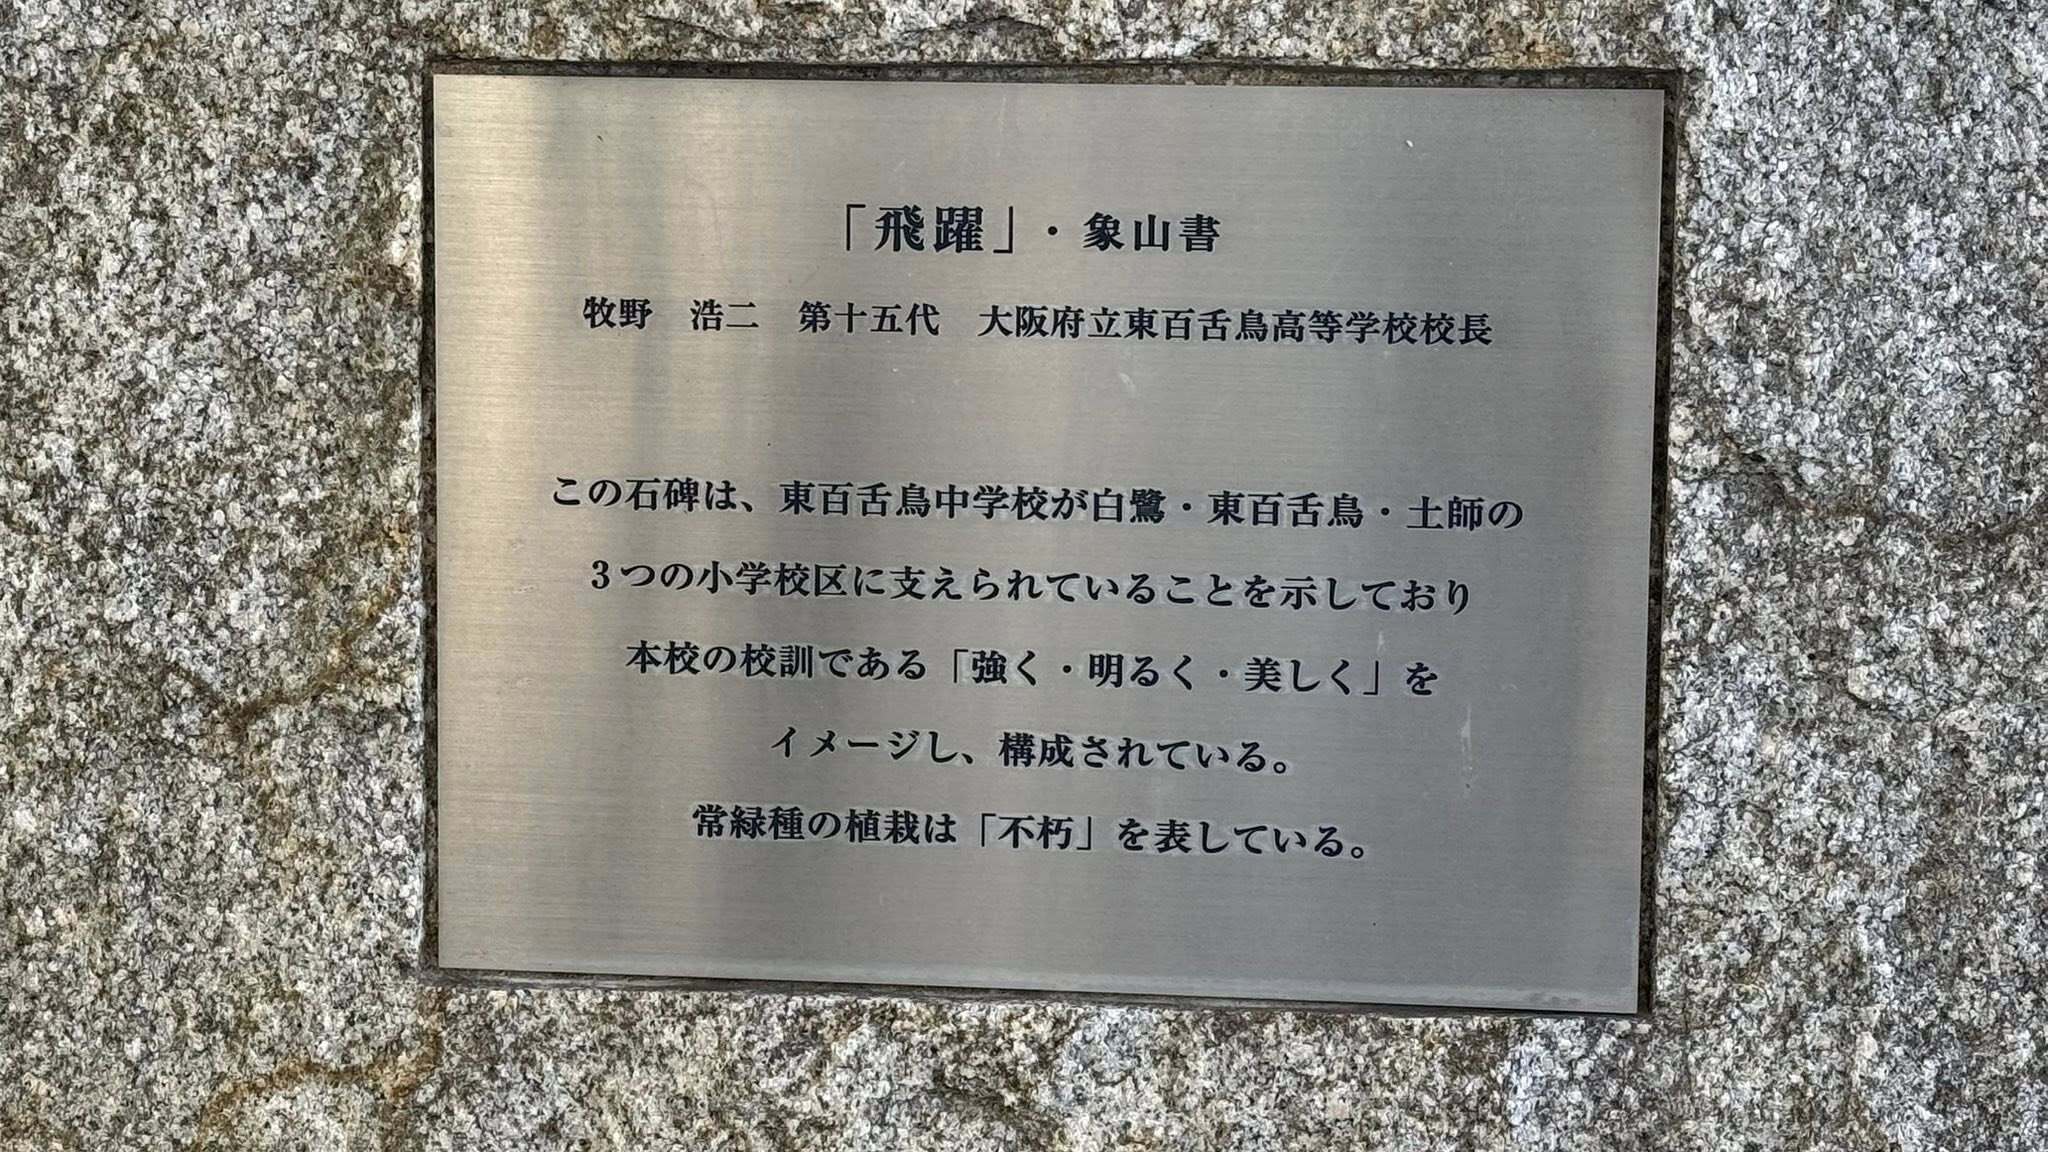 「飛躍」・象山書
牧野　浩二　第十五代　大阪府立東百舌鳥高等学校校長
この石碑は、東百舌鳥中学校が白鷺・東百舌鳥・土師の
３つの小学校区に支えられていることを示しており
本校の校訓である「強く・明るく・美しく」を
イメージし、構成されている。
常緑種の植栽は「不朽」を表している。